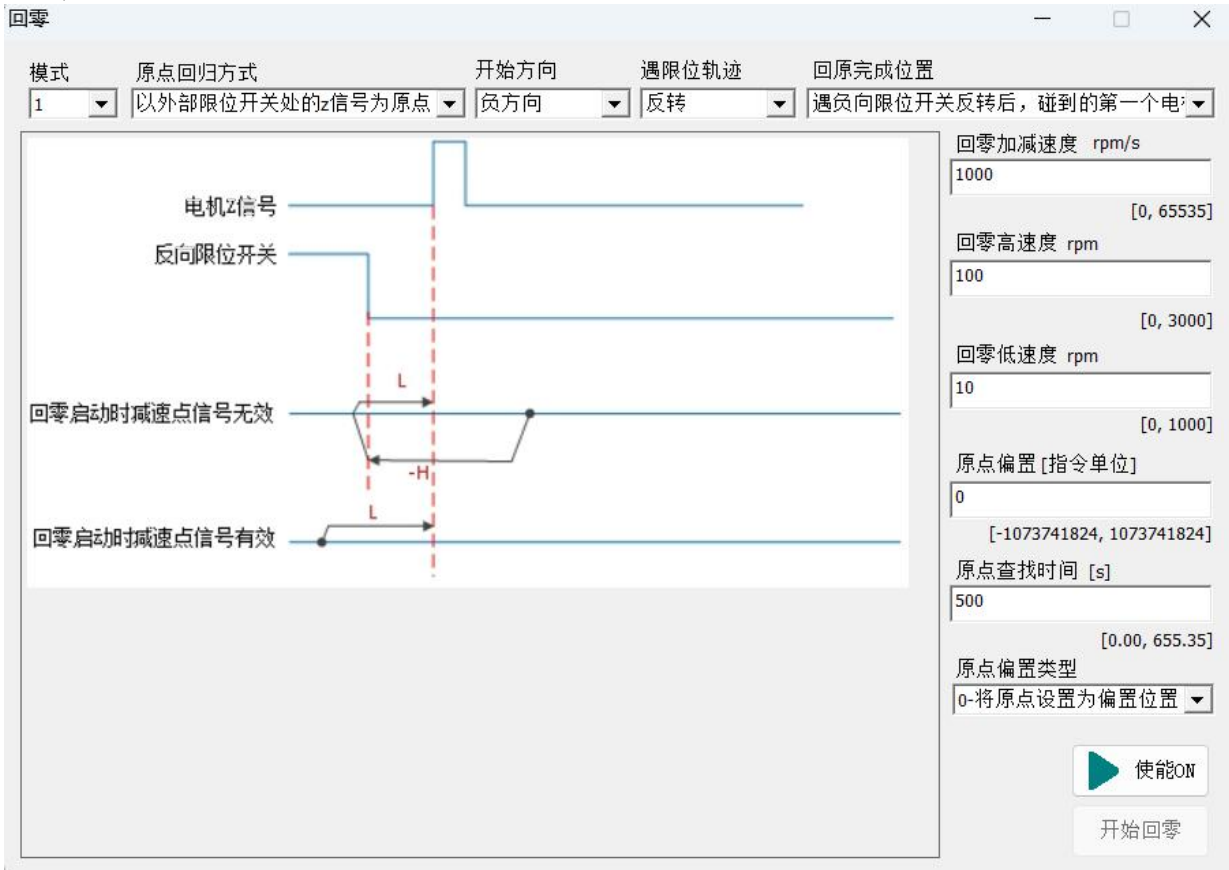 回零
模式 原点回归方式 开始方向 遇限位轨迹 回原完成位置
1 以外部限位开关处的z信号为原点 负方向 反转 遇负向限位开关反转后，碰到的第一个电
电机Z信号
反向限位开关
L
回零启动时减速点信号无效
-H
L
回零启动时减速点信号有效
回零加减速度 rpm/s
1000
[0, 65535]
回零高速度 rpm
100
[0, 3000]
回零低速度 rpm
10
[0, 1000]
原点偏置[指令单位]
0
[-1073741824, 1073741824]
原点查找时间 [s]
500
[0.00, 655.35]
原点偏置类型
0-将原点设置为偏置位置
使能ON
开始回零